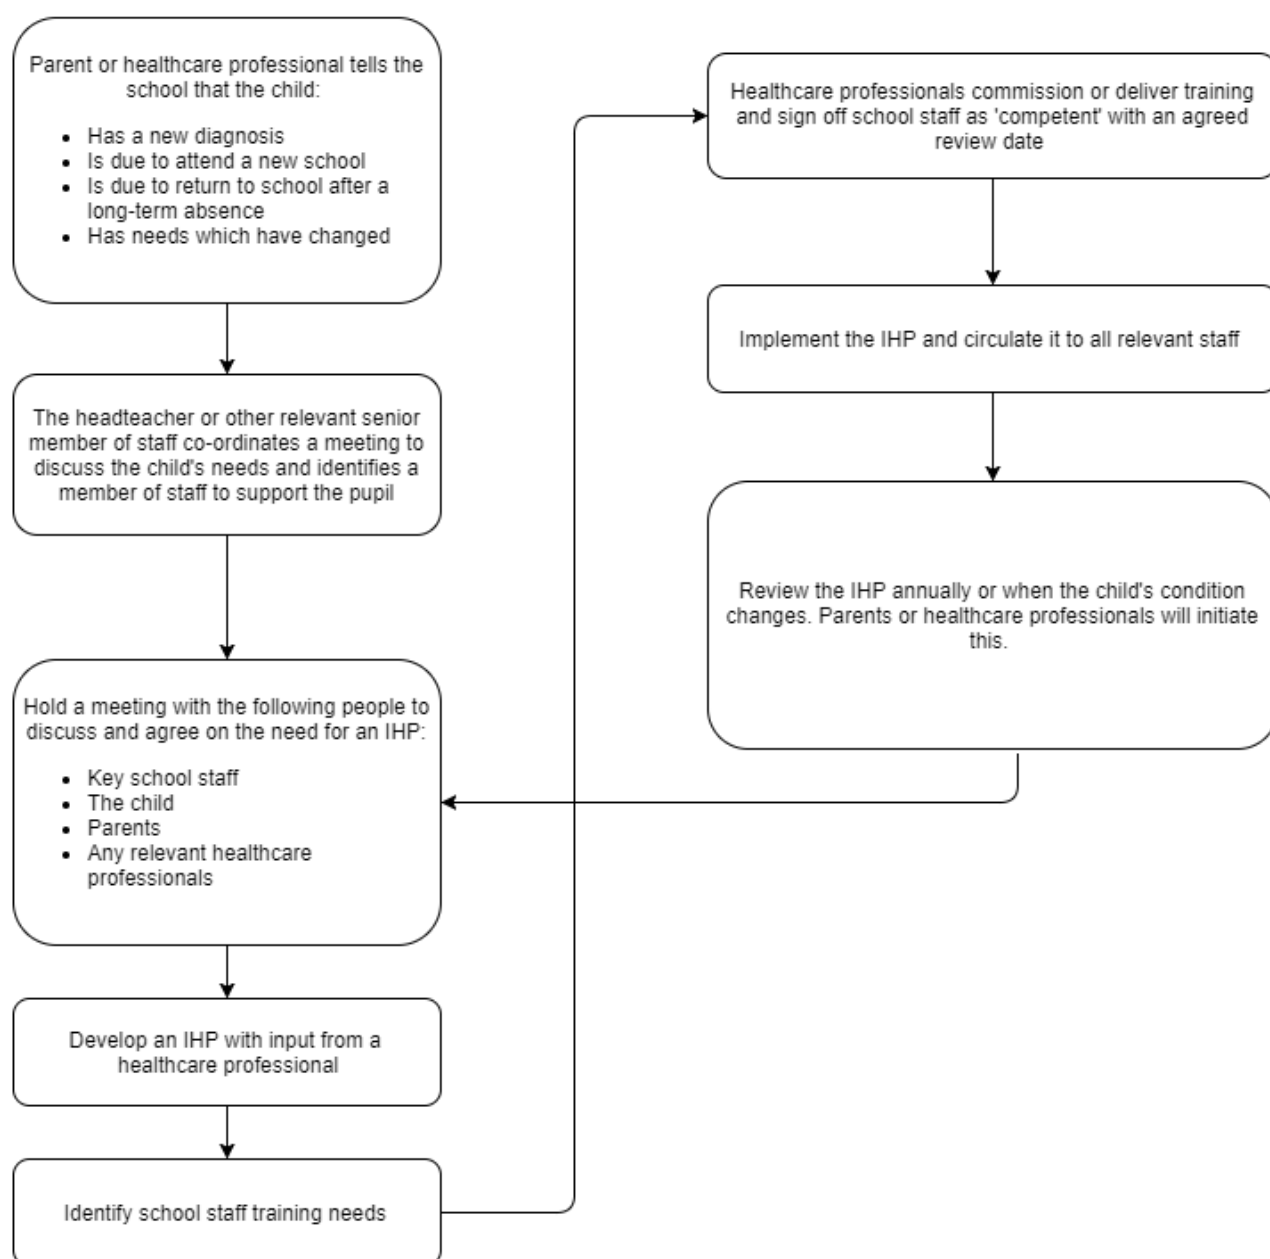 Parent or healthcare professional tells the
school that the child:
• Has a new diagnosis
• Is due to attend a new school
• Is due to return to school after a
long-term absence
• Has needs which have changed
The headteacher or other relevant senior
member of staff co-ordinates a meeting to
discuss the child's needs and identifies a
member of staff to support the pupil
Hold a meeting with the following people to
discuss and agree on the need for an IHP:
• Key school staff
• The child
• Parents
• Any relevant healthcare
professionals
Develop an IHP with input from a
healthcare professional
Identify school staff training needs
Healthcare professionals commission or deliver training
and sign off school staff as 'competent' with an agreed
review date
Implement the IHP and circulate it to all relevant staff
Review the IHP annually or when the child's condition
changes. Parents or healthcare professionals will initiate
this.